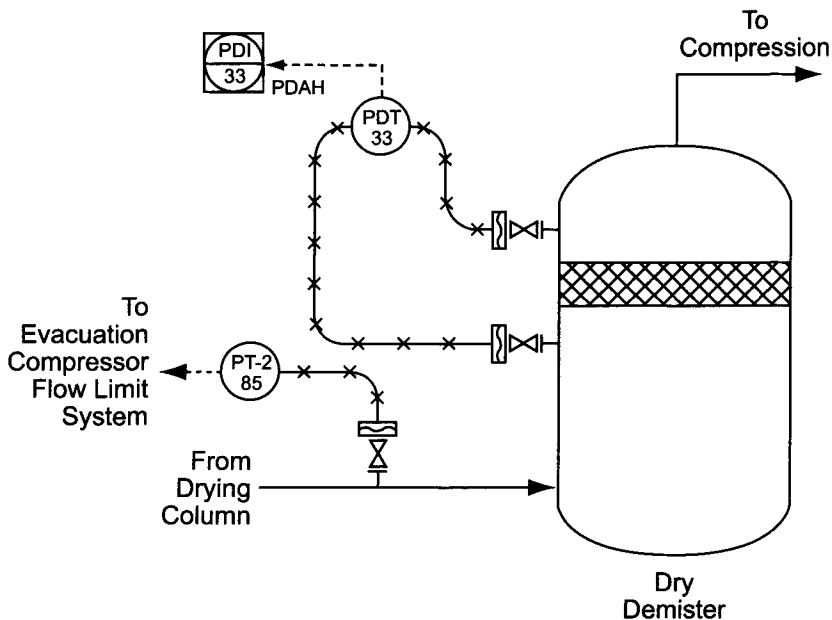 To
Compression
PDI
33
PDAH
PDT
33
To
Evacuation
Compressor
Flow Limit
System
PT-2
85
From
Drying
Column
Dry
Demister